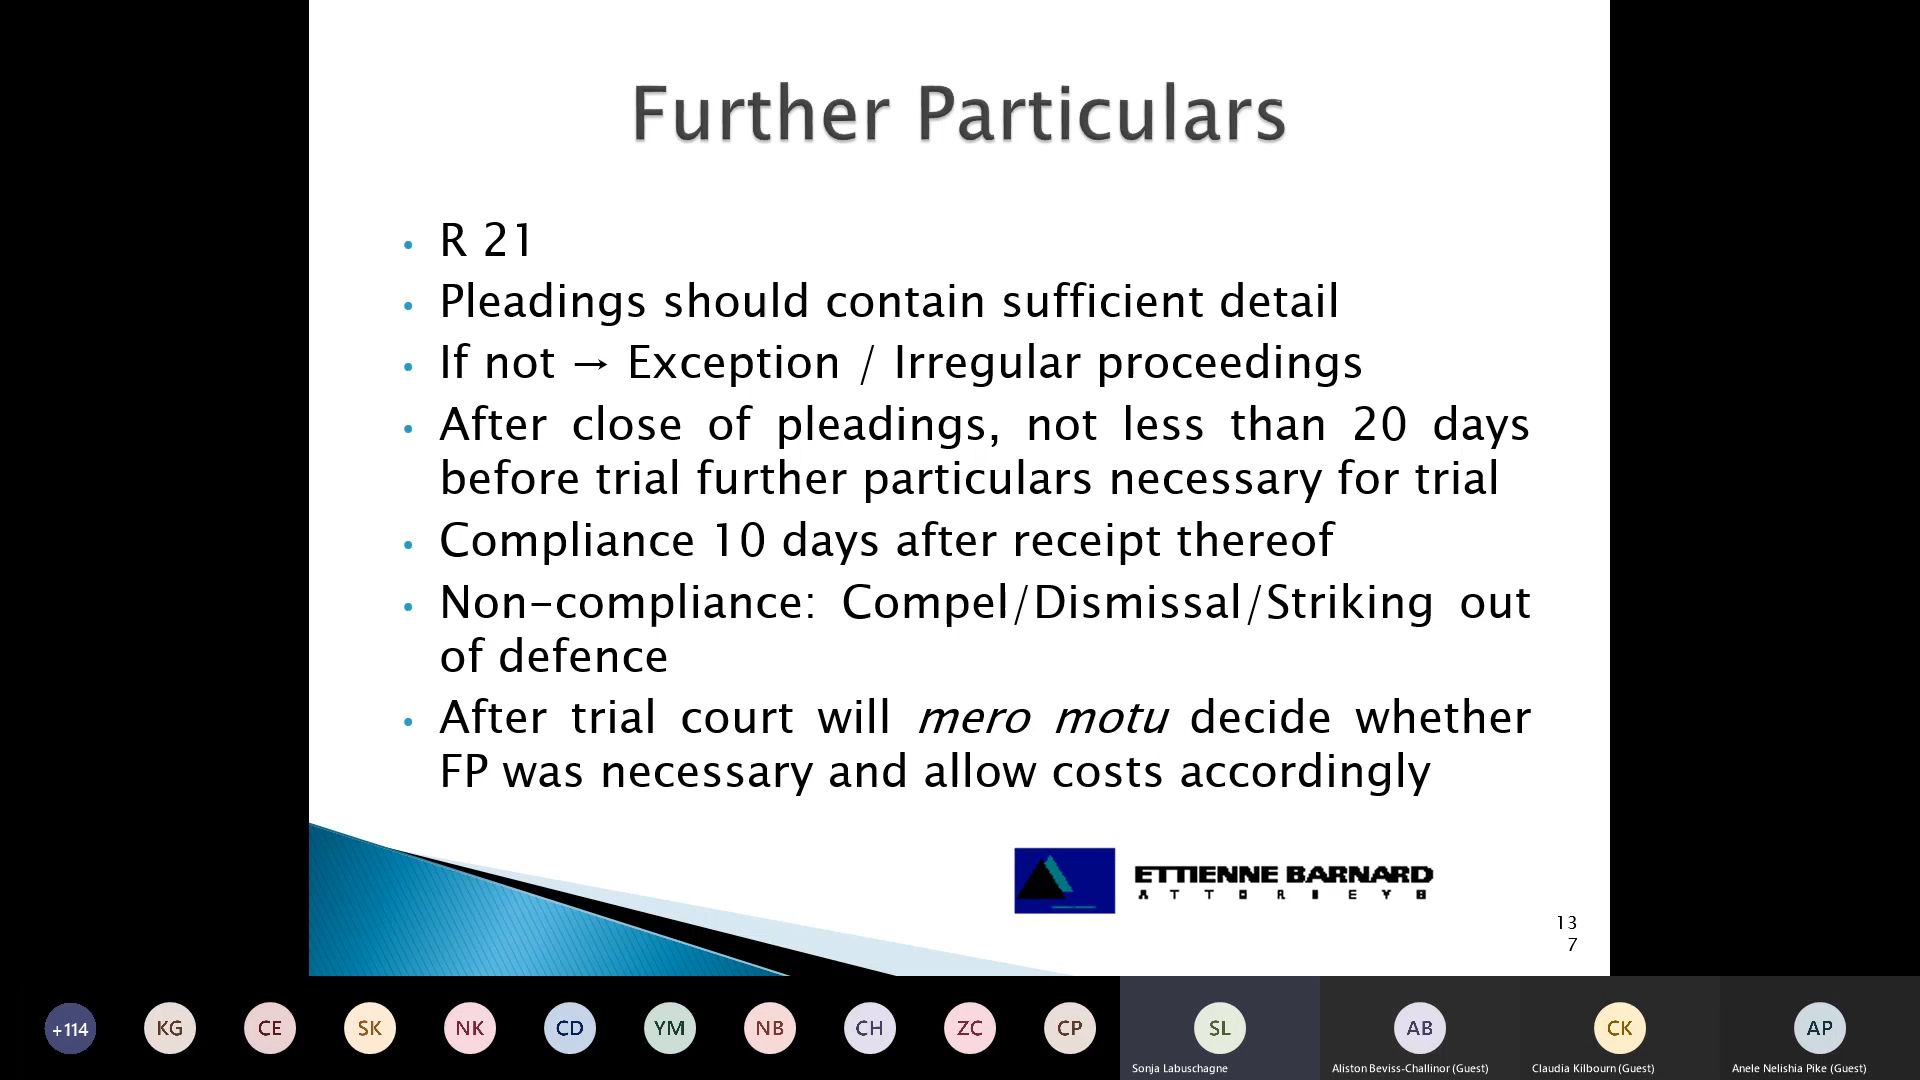 Further Particulars
• R 21
• Pleadings should contain sufficient detail
• If not → Exception / Irregular proceedings
• After close of pleadings, not less than 20 days
before trial further particulars necessary for trial
• Compliance 10 days after receipt thereof
• Non-compliance: Compel/Dismissal/Striking out
of defence
• After trial court will mero motu decide whether
FP was necessary and allow costs accordingly
ETTIENNE BARNARD
ATTORNEYS
13
7
+114 KG CE SK NK CD YM NB CH ZC CP SL AB CK AP
Sonja Labuschagne Aliston Beviss-Challinor (Guest) Claudia Kilbourn (Guest) Anele Nelishia Pike (Guest)